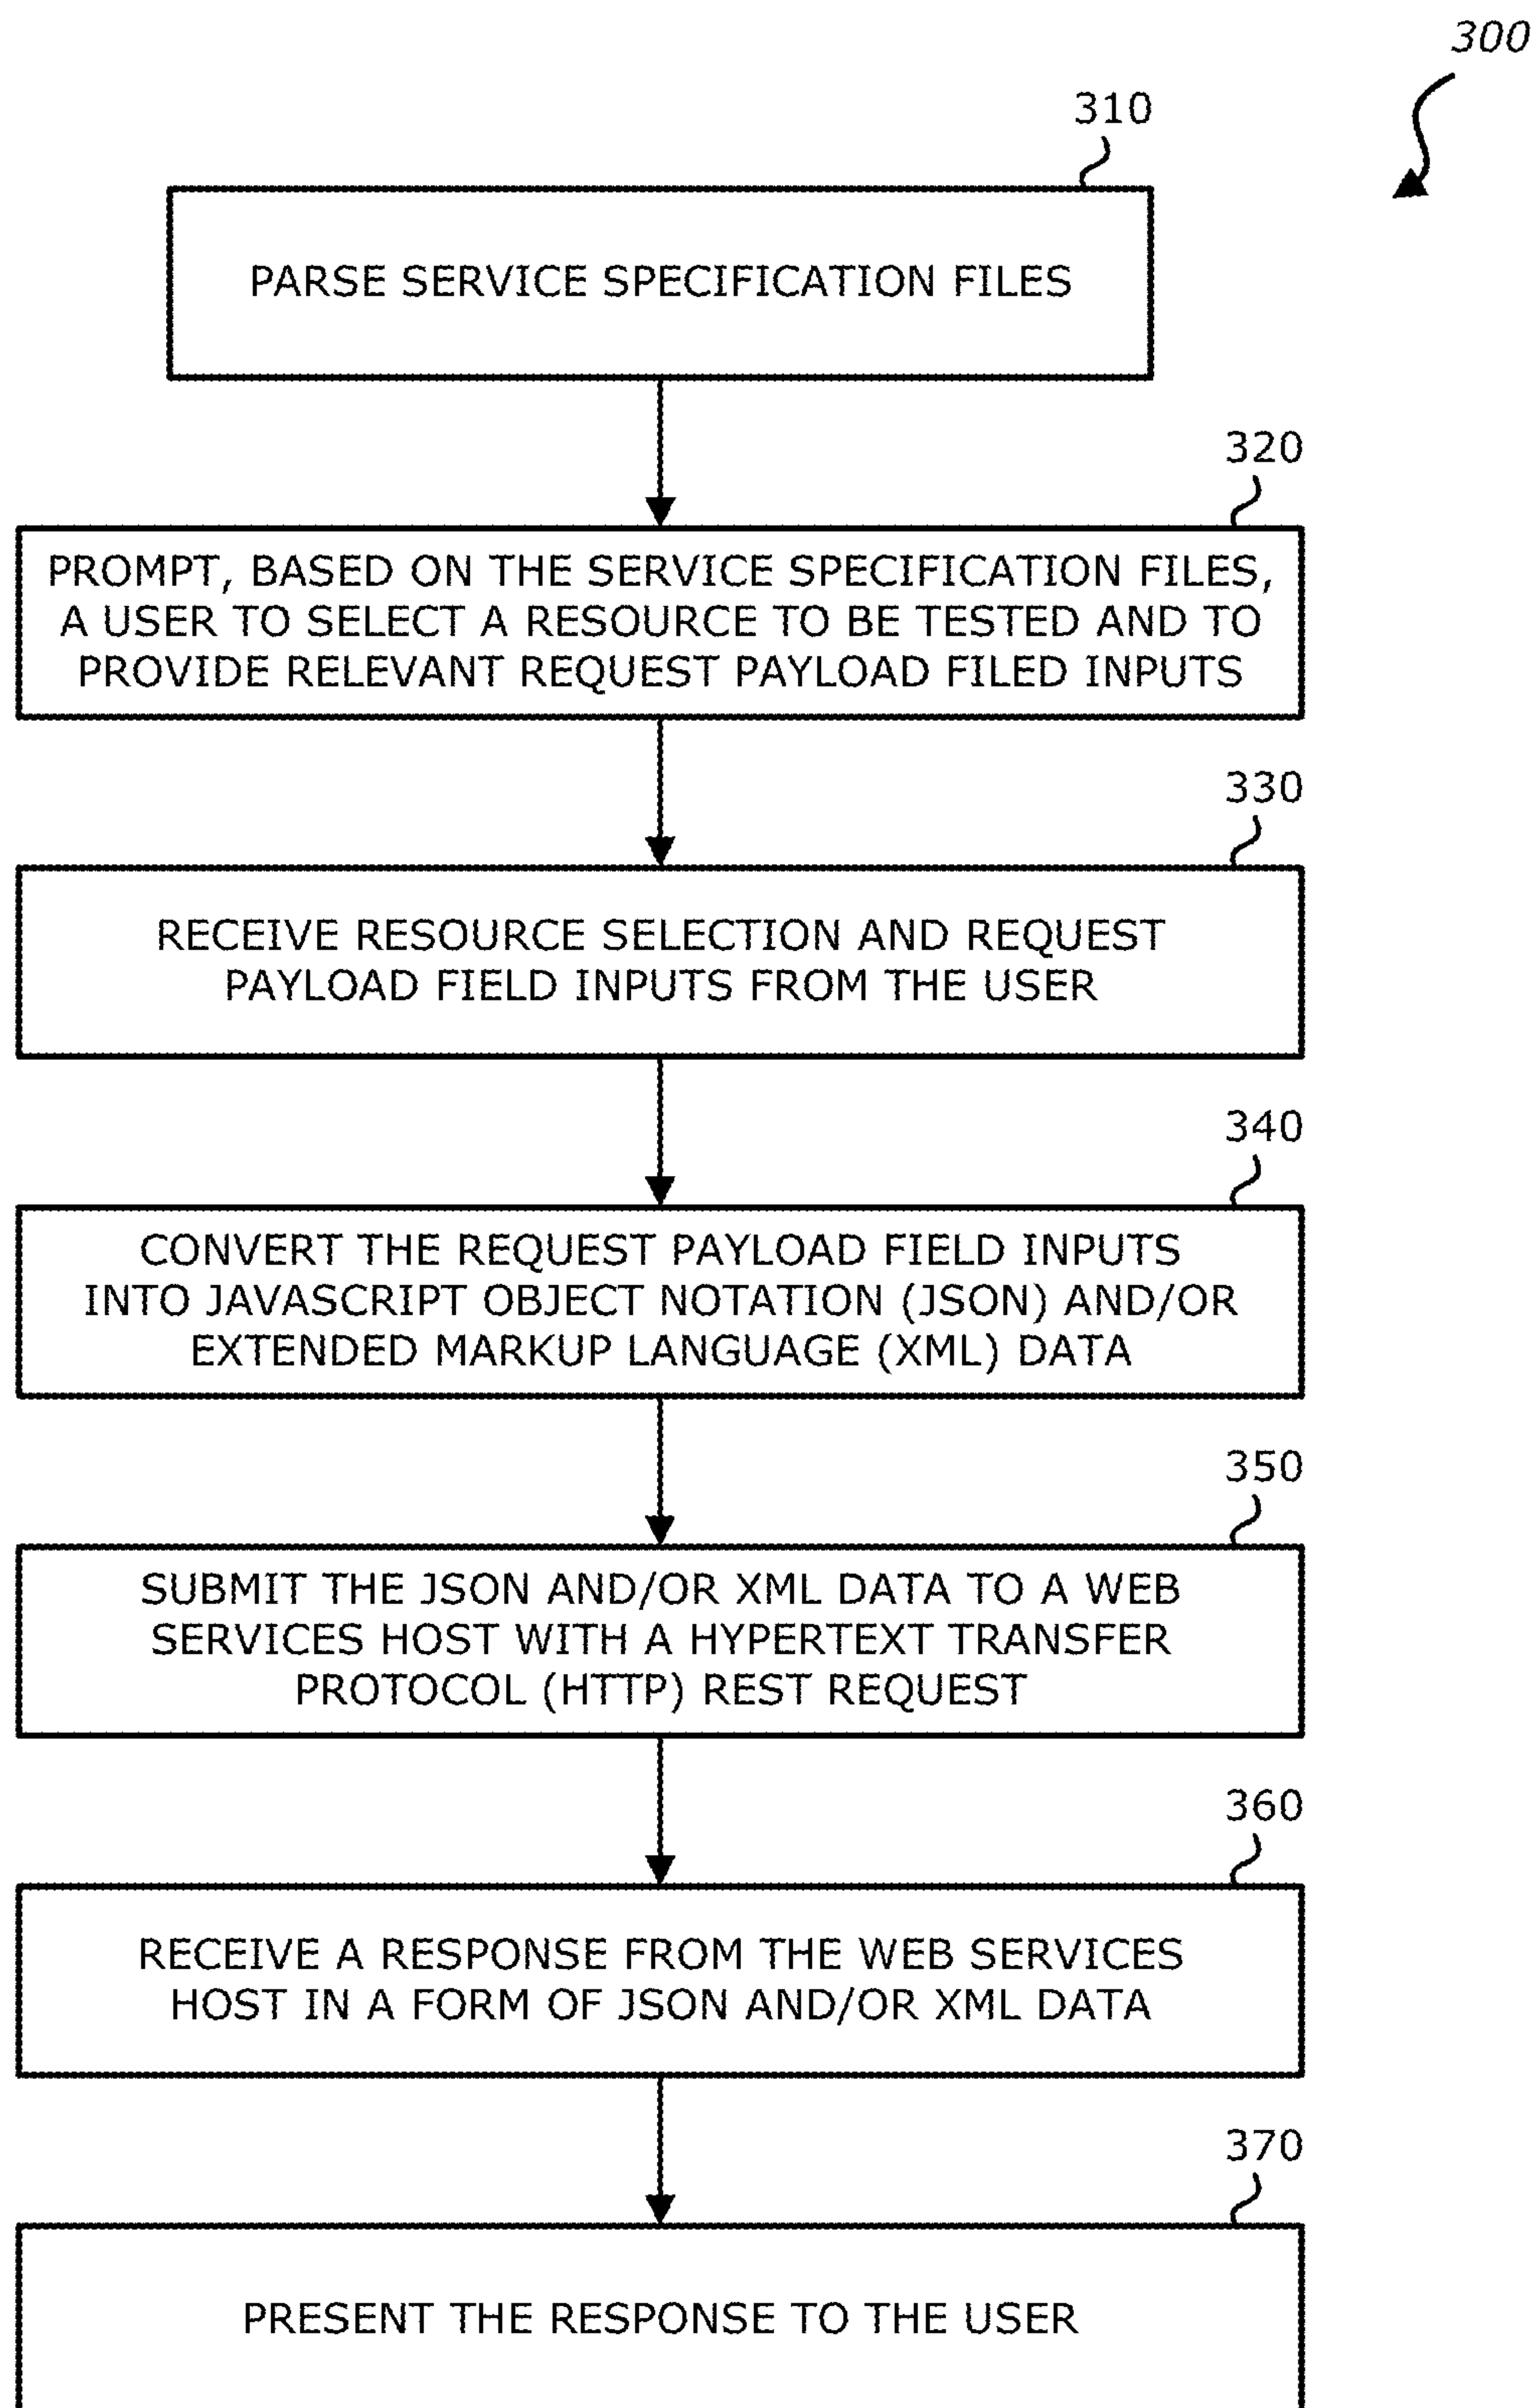 300
310
PARSE SERVICE SPECIFICATION FILES
320
PROMPT, BASED ON THE SERVICE SPECIFICATION FILES,
A USER TO SELECT A RESOURCE TO BE TESTED AND TO
PROVIDE RELEVANT REQUEST PAYLOAD FILED INPUTS
330
RECEIVE RESOURCE SELECTION AND REQUEST
PAYLOAD FIELD INPUTS FROM THE USER
340
CONVERT THE REQUEST PAYLOAD FIELD INPUTS
INTO JAVASCRIPT OBJECT NOTATION (JSON) AND/OR
EXTENDED MARKUP LANGUAGE (XML) DATA
350
SUBMIT THE JSON AND/OR XML DATA TO A WEB
SERVICES HOST WITH A HYPERTEXT TRANSFER
PROTOCOL (HTTP) REST REQUEST
360
RECEIVE A RESPONSE FROM THE WEB SERVICES
HOST IN A FORM OF JSON AND/OR XML DATA
370
PRESENT THE RESPONSE TO THE USER